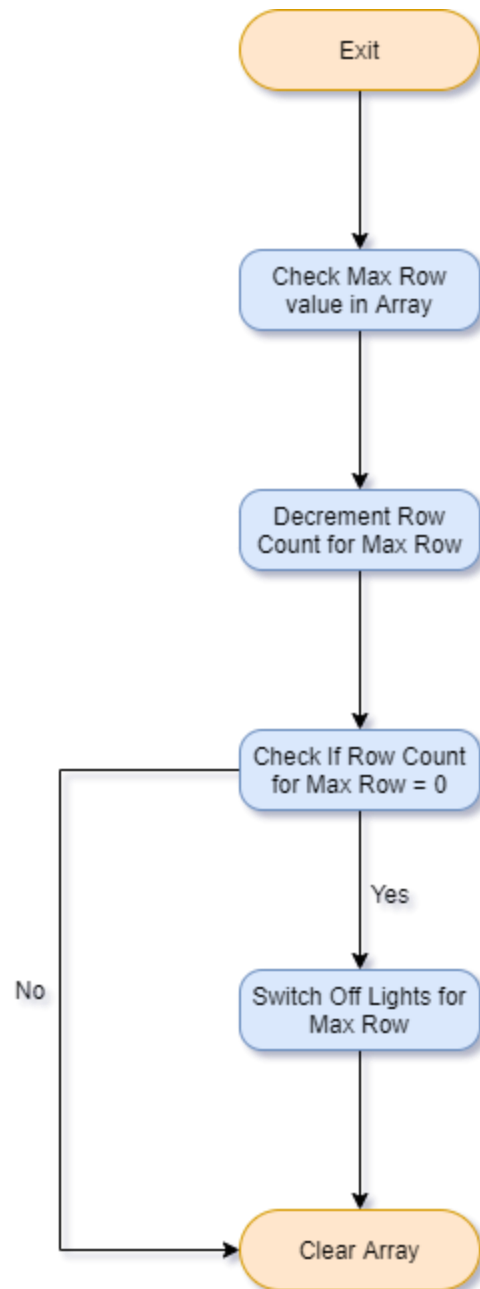 Exit
Check Max Row
value in Array
Decrement Row
Count for Max Row
Check If Row Count
for Max Row = 0
Yes
No
Switch Off Lights for
Max Row
Clear Array